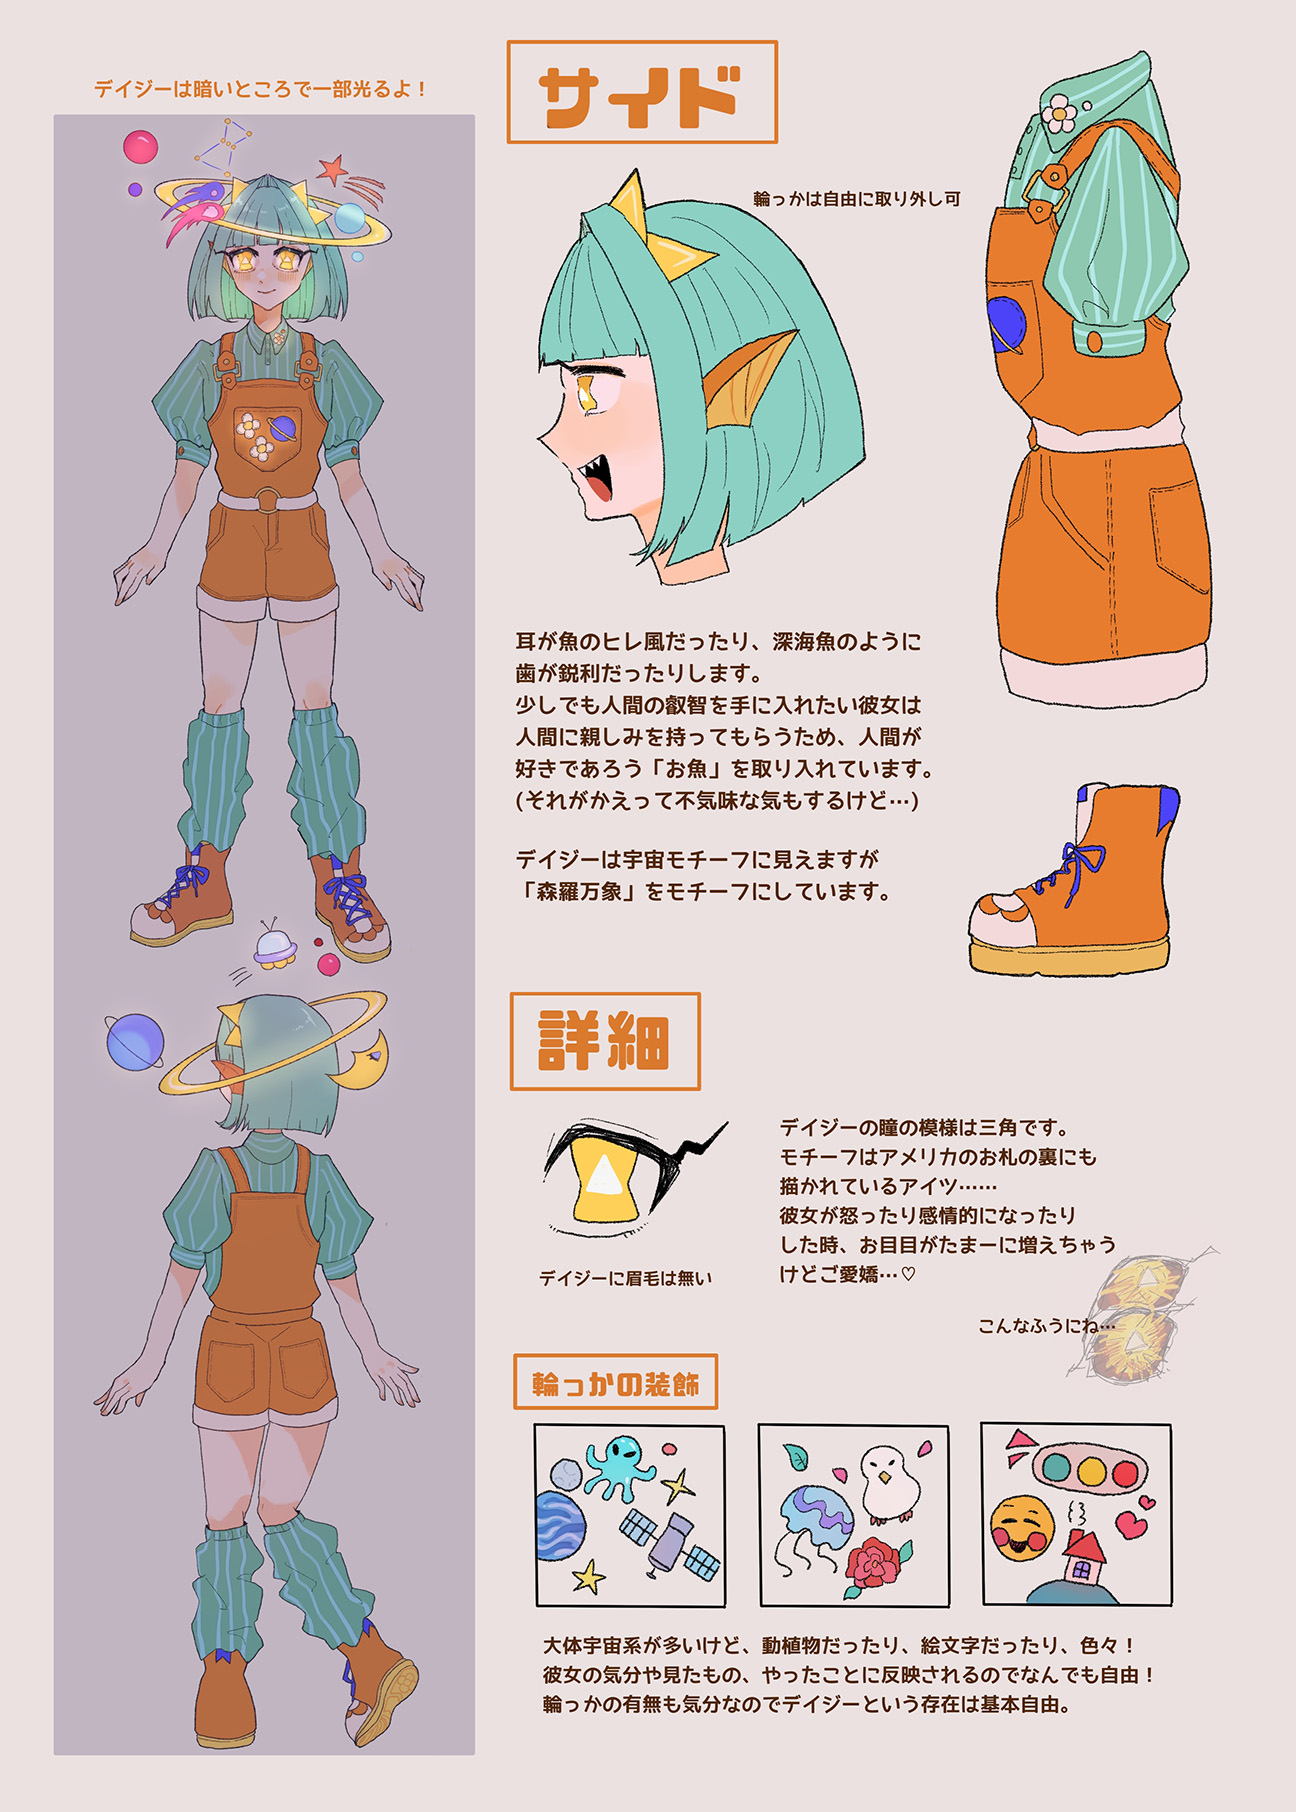 デイジーは暗いところで一部光るよ！
サイド
輪っかは自由に取り外し可
耳が魚のヒレ風だったり、深海魚のように
歯が鋭利だったりします。
少しでも人間の叡智を手に入れたい彼女は
人間に親しみを持ってもらうため、人間が
好きであろう「お魚」を取り入れています。
(それがかえって不気味な気もするけど…)
デイジーは宇宙モチーフに見えますが
「森羅万象」をモチーフにしています。
詳細
デイジーの瞳の模様は三角です。
モチーフはアメリカのお札の裏にも
描かれているアイツ……
彼女が怒ったり感情的になったり
した時、お目目がたまーに増えちゃう
けどご愛嬌…♡
デイジーに眉毛は無い
こんなふうにね…
輪っかの装飾
大体宇宙系が多いけど、動植物だったり、絵文字だったり、色々！
彼女の気分や見たもの、やったことに反映されるのでなんでも自由！
輪っかの有無も気分なのでデイジーという存在は基本自由。